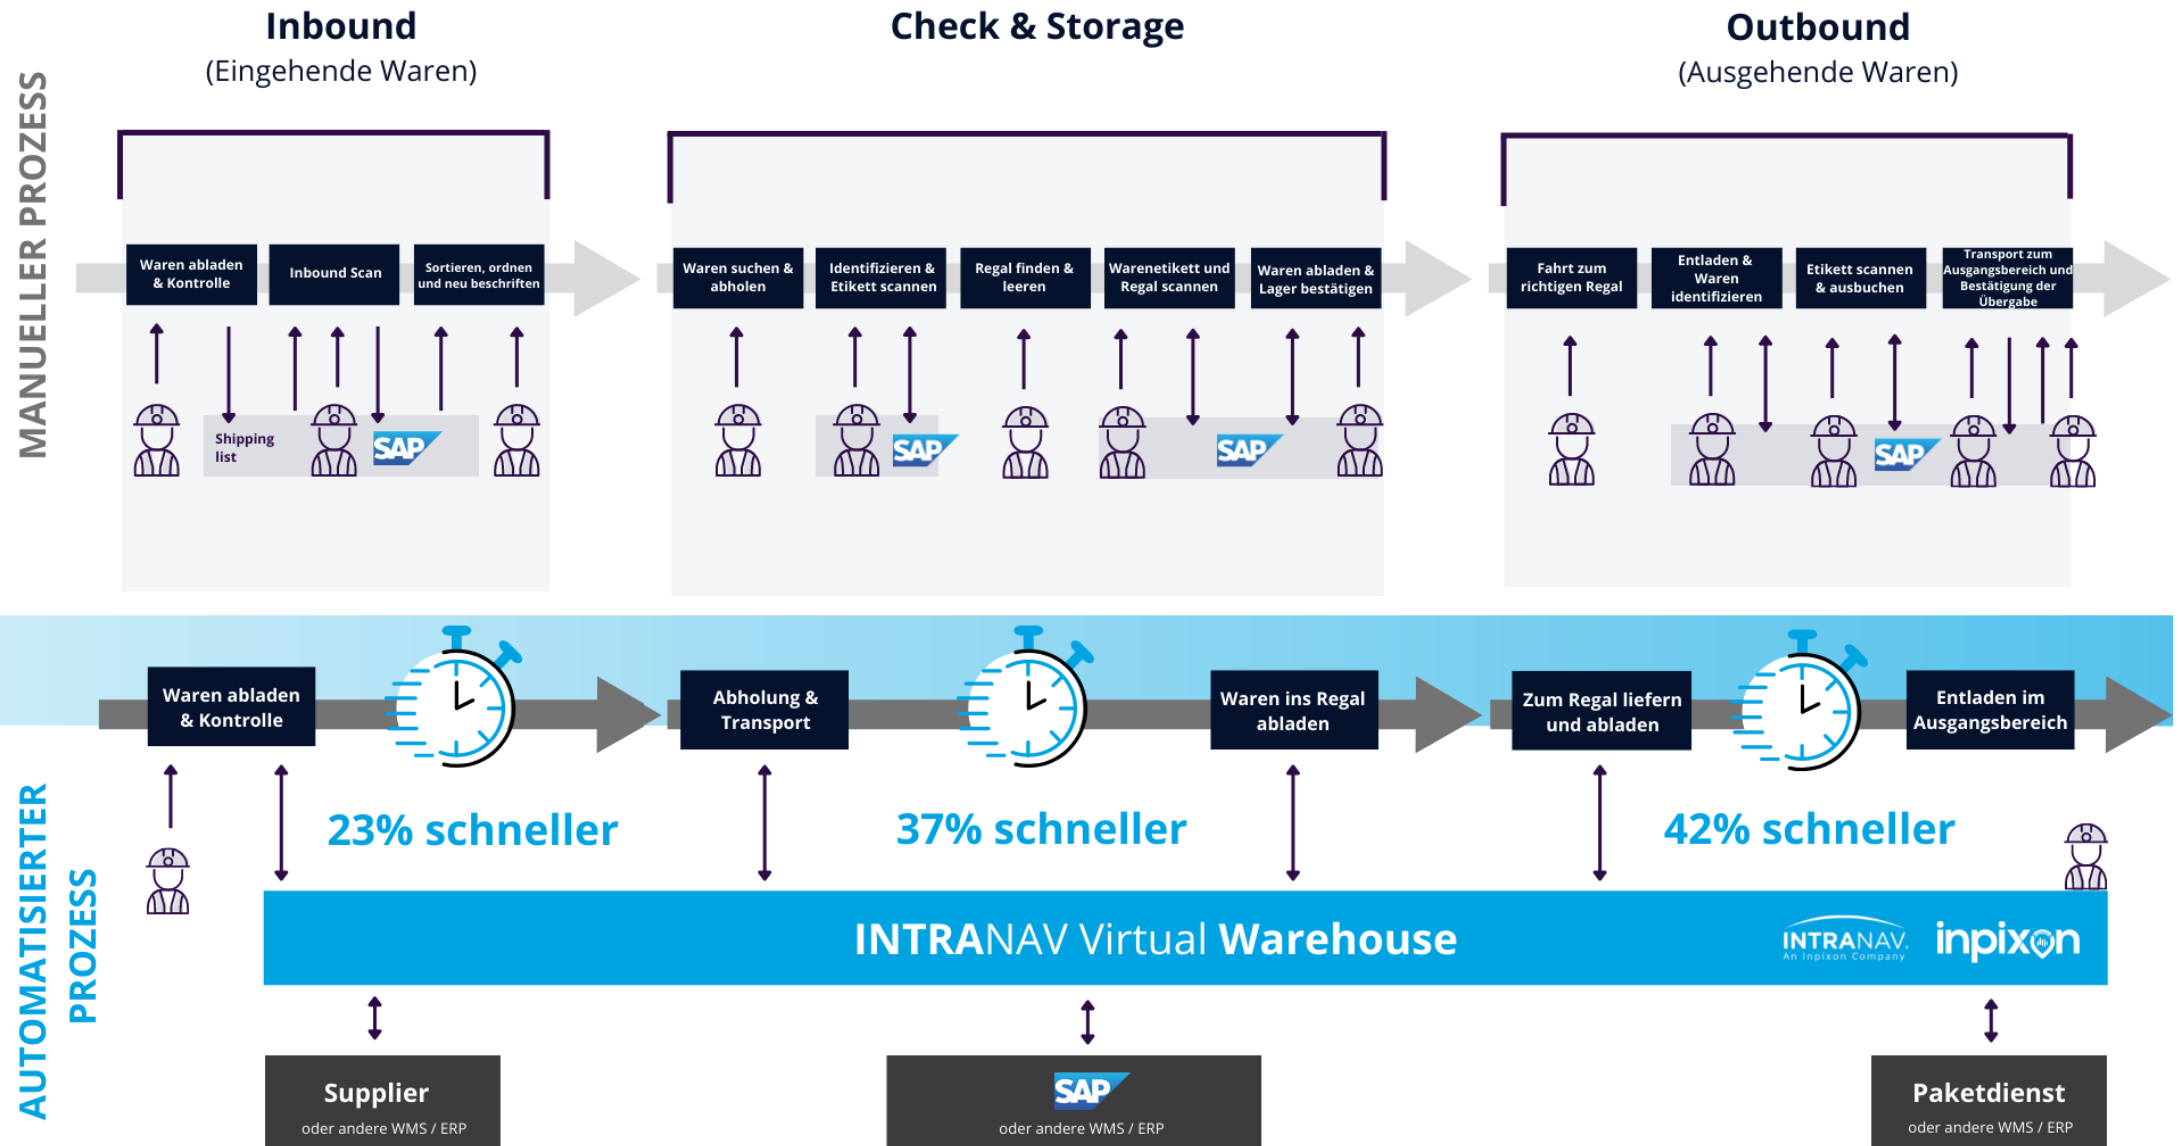 Inbound
(Eingehende Waren)
Check & Storage
Outbound
(Ausgehende Waren)
MANUELLER PROZESS
Waren abladen
& Kontrolle
Inbound Scan
Sortieren, ordnen
und neu beschriften
Waren suchen &
abholen
Identifizieren &
Etikett scannen
Regal finden &
leeren
Warenetikett und
Regal scannen
Waren abladen &
Lager bestätigen
Fahrt zum
richtigen Regal
Entladen &
Waren
identifizieren
Etikett scannen
& ausbuchen
Transport zum
Ausgangsbereich und
Bestätigung der
Übergabe
Shipping
list
SAP
SAP
SAP
SAP
AUTOMATISIERTER
PROZESS
Waren abladen
& Kontrolle
Abholung &
Transport
Waren ins Regal
abladen
Zum Regal liefern
und abladen
Entladen im
Ausgangsbereich
23% schneller
37% schneller
42% schneller
INTRANAV Virtual Warehouse
INTRANAV.
An Inpixon Company
inpixon
Supplier
oder andere WMS / ERP
SAP
oder andere WMS / ERP
Paketdienst
oder andere WMS / ERP